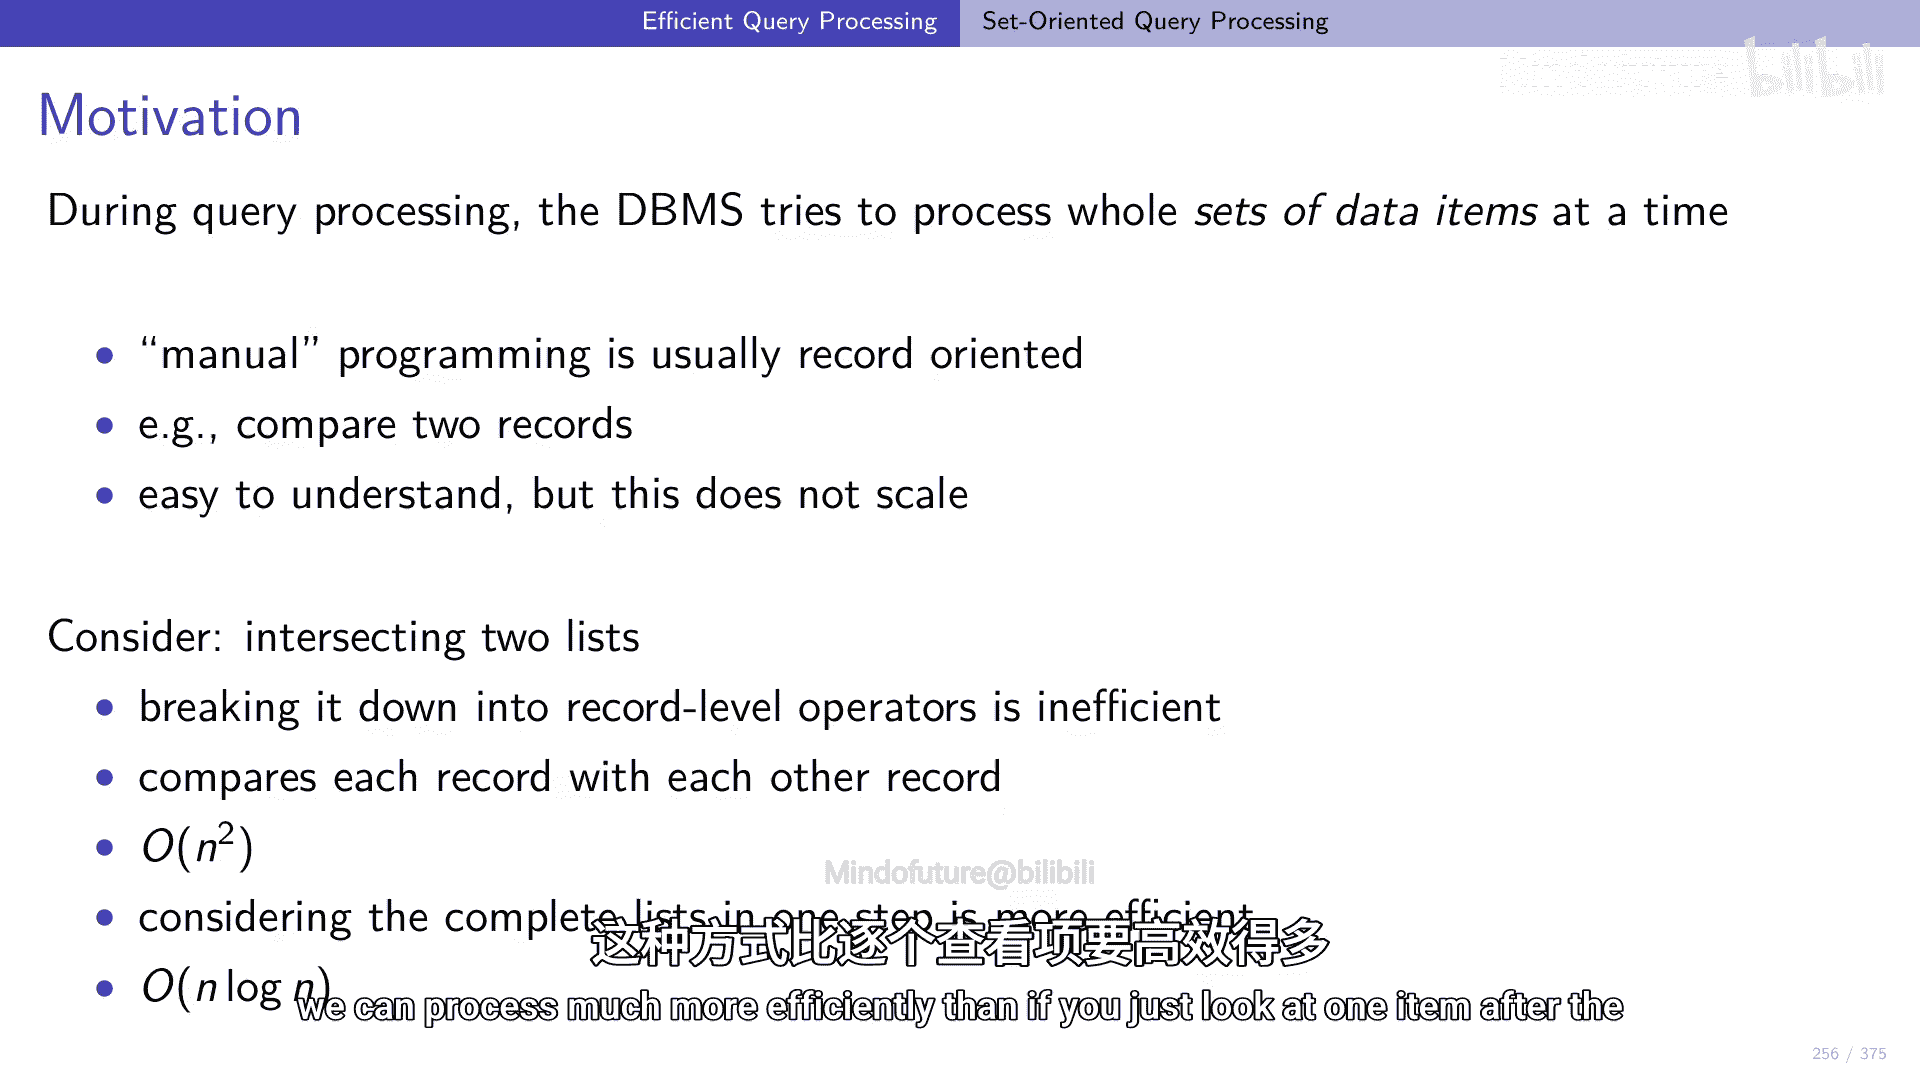 Efficient Query Processing
Set-Oriented Query Processing
bilibili
Motivation
During query processing, the DBMS tries to process whole sets of data items at a time
• “manual” programming is usually record oriented
• e.g., compare two records
• easy to understand, but this does not scale
Consider: intersecting two lists
• breaking it down into record-level operators is inefficient
• compares each record with each other record
• O(n²)
Mindofuture@bilibili
• considering the complete lists in one step is more efficient
这种方式比逐个查看项要高效得多
• O(n log n)
we can process much more efficiently than if you just look at one item after the
256 / 375